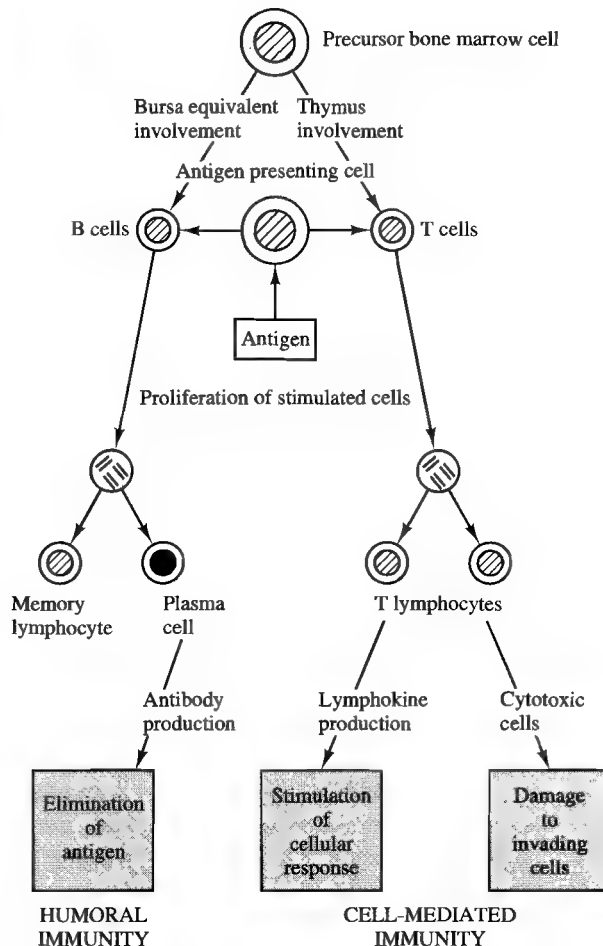 Precursor bone marrow cell
Bursa equivalent
involvement
Thymus
involvement
Antigen presenting cell
B cells
T cells
Antigen
Proliferation of stimulated cells
Memory
lymphocyte
Plasma
cell
T lymphocytes
Antibody
production
Lymphokine
production
Cytotoxic
cells
Elimination
of
antigen
Stimulation
of
cellular
response
Damage
to
invading
cells
HUMORAL
IMMUNITY
CELL-MEDIATED
IMMUNITY